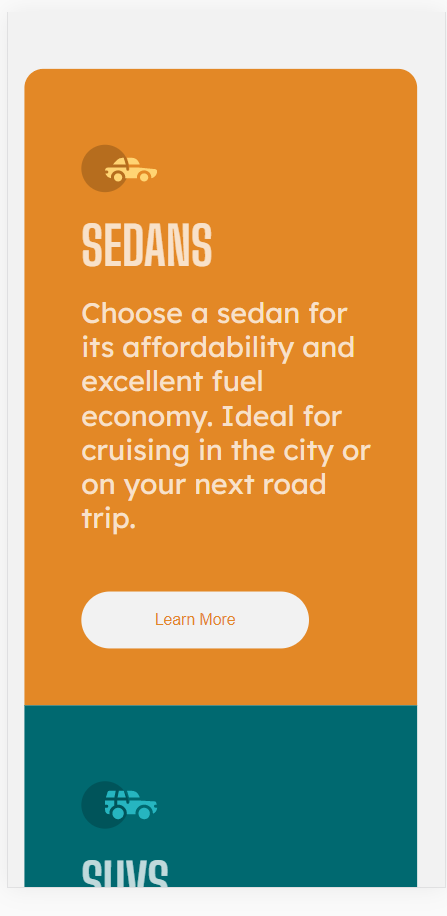 SEDANS
Choose a sedan for
its affordability and
excellent fuel
economy. Ideal for
cruising in the city or
on your next road
trip.
Learn More
SUVS